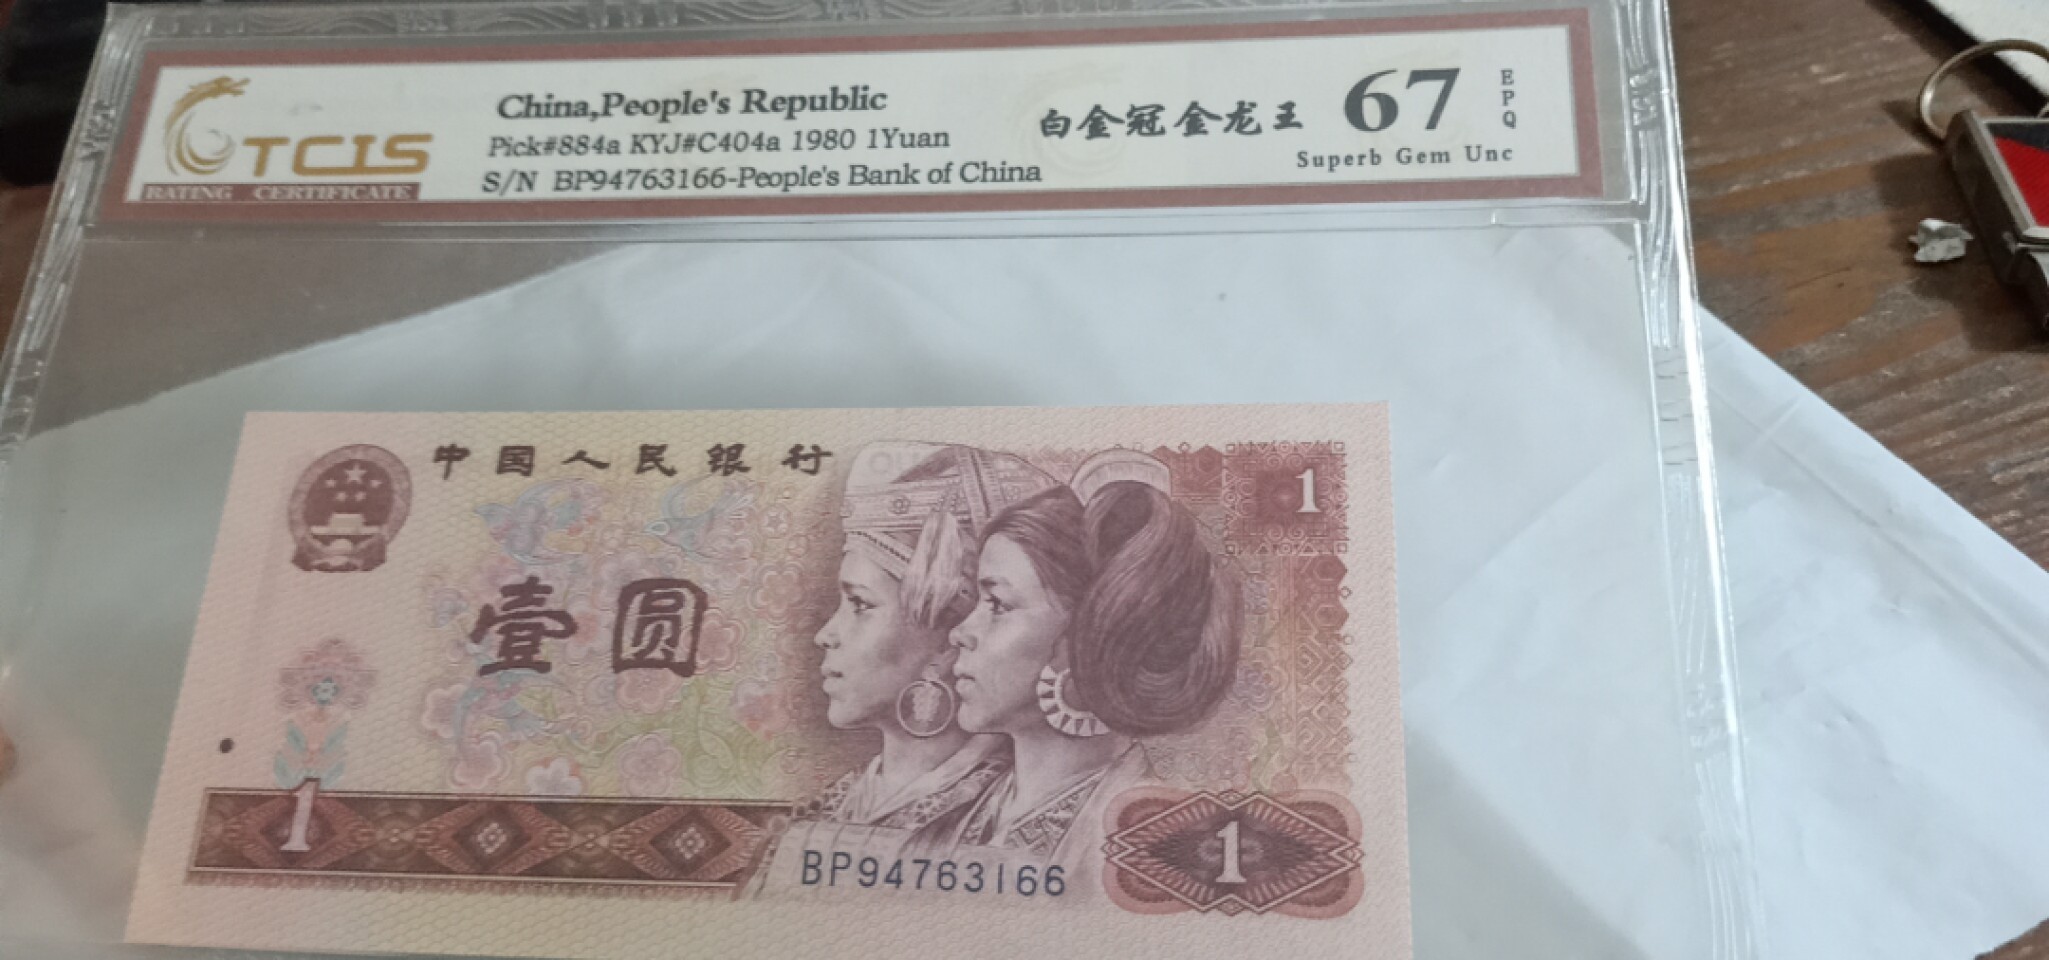 TCIS
RATING CERTIFICATE
China,People's Republic
Pick#884a KYJ#C404a 1980 1Yuan
S/N BP94763166-People's Bank of China
白金冠金龙王
67
EPQ
Superb Gem Unc
中国人民银行
1
壹圆
1
1
BP94763166